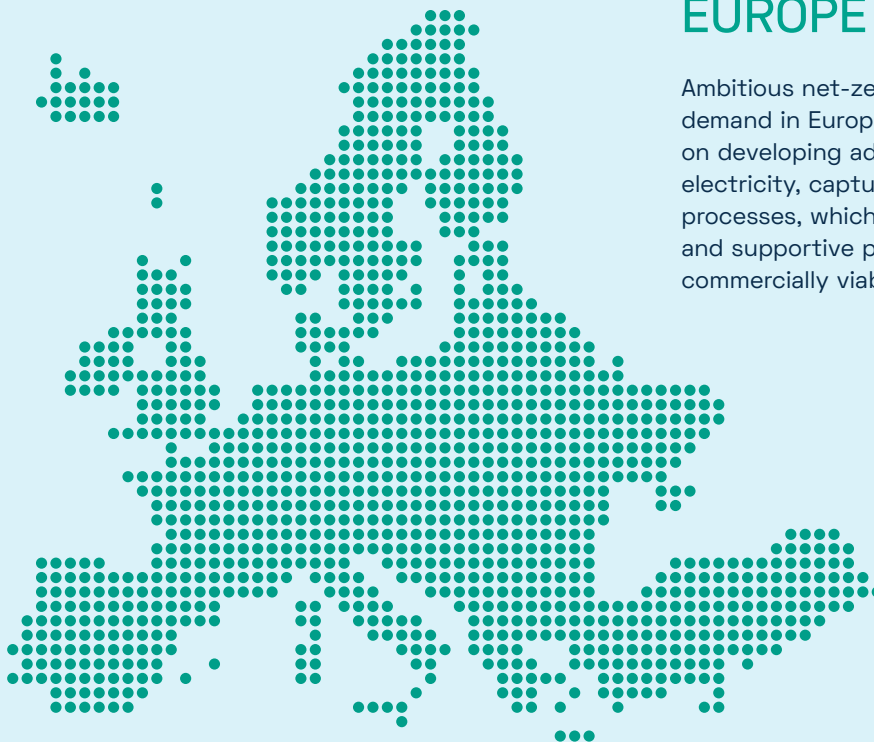 EUROPE
Ambitious net-ze
demand in Europ
on developing ad
electricity, captu
processes, which
and supportive p
commercially viab